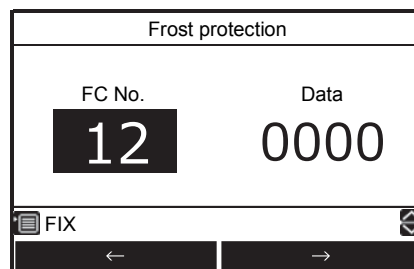 Frost protection
FC No. Data
12 0000
FIX
← →